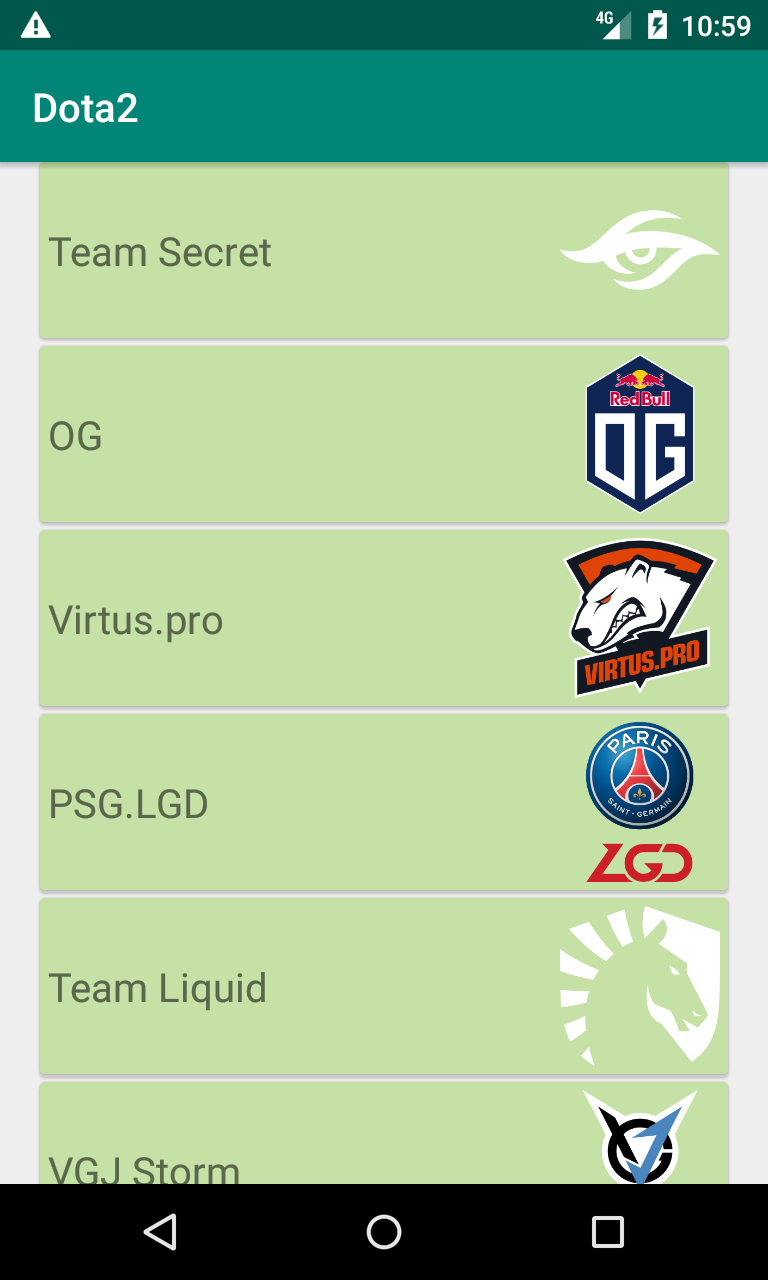 4G 10:59
Dota2
Team Secret
OG
Red Bull
OG
Virtus.pro
VIRTUS.PRO
PSG.LGD
PARIS
SAINT-GERMAIN
LGD
Team Liquid
VGJ Storm